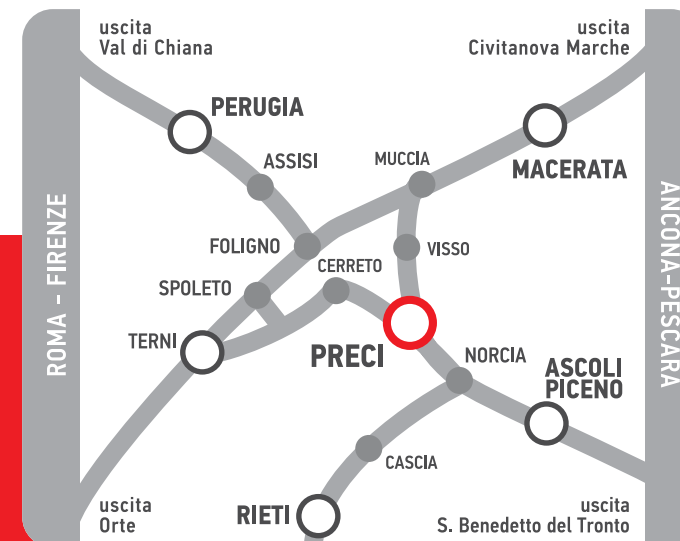 uscita
Val di Chiana
uscita
Civitanova Marche
PERUGIA
ASSISI
MUCCIA
MACERATA
ROMA - FIRENZE
ANCONA-PESCARA
FOLIGNO
VISSO
CERRETO
SPOLETO
TERNI
PRECI
NORCIA
ASCOLI
PICENO
CASCIA
RIETI
uscita
Orte
uscita
S. Benedetto del Tronto